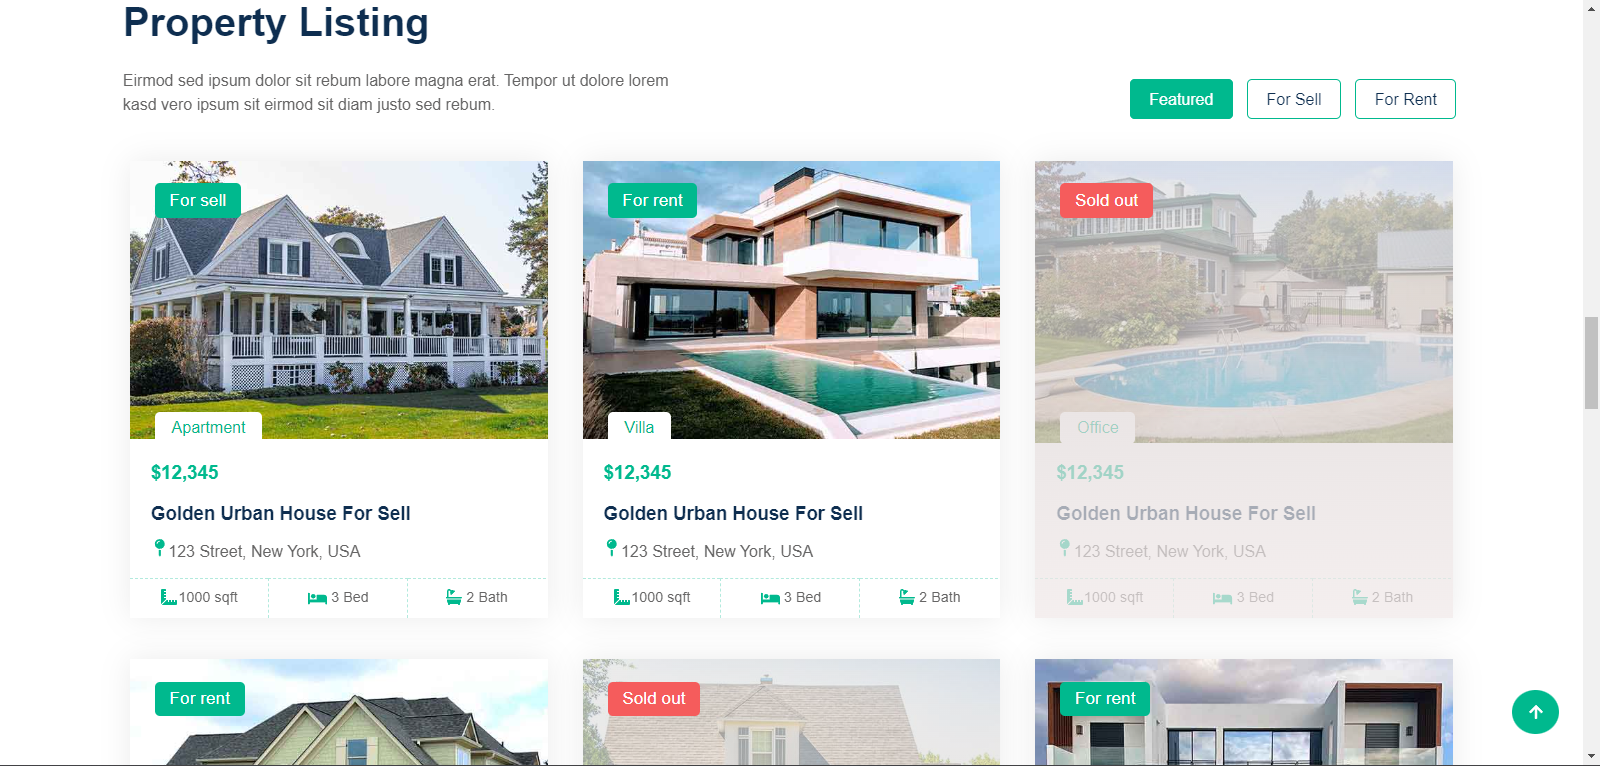 Property Listing
Eirmod sed ipsum dolor sit rebum labore magna erat. Tempor ut dolore lorem
kasd vero ipsum sit eirmod sit diam justo sed rebum.
Featured
For Sell
For Rent
For sell
Apartment
$12,345
Golden Urban House For Sell
123 Street, New York, USA
1000 sqft
3 Bed
2 Bath
For rent
Villa
$12,345
Golden Urban House For Sell
123 Street, New York, USA
1000 sqft
3 Bed
2 Bath
Sold out
Office
$12,345
Golden Urban House For Sell
123 Street, New York, USA
1000 sqft
3 Bed
2 Bath
For rent
Sold out
For rent